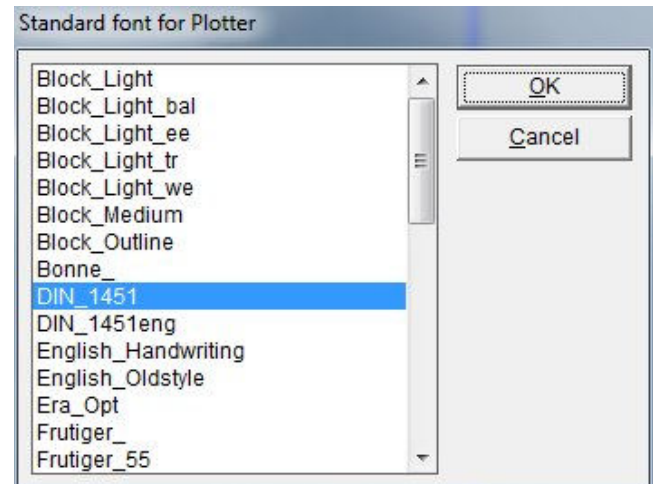 Standard font for Plotter
Block_Light
Block_Light_bal
Block_Light_ee
Block_Light_tr
Block_Light_we
Block_Medium
Block_Outline
Bonne_
DIN_1451
DIN_1451eng
English_Handwriting
English_Oldstyle
Era_Opt
Frutiger_
Frutiger_55
OK
Cancel